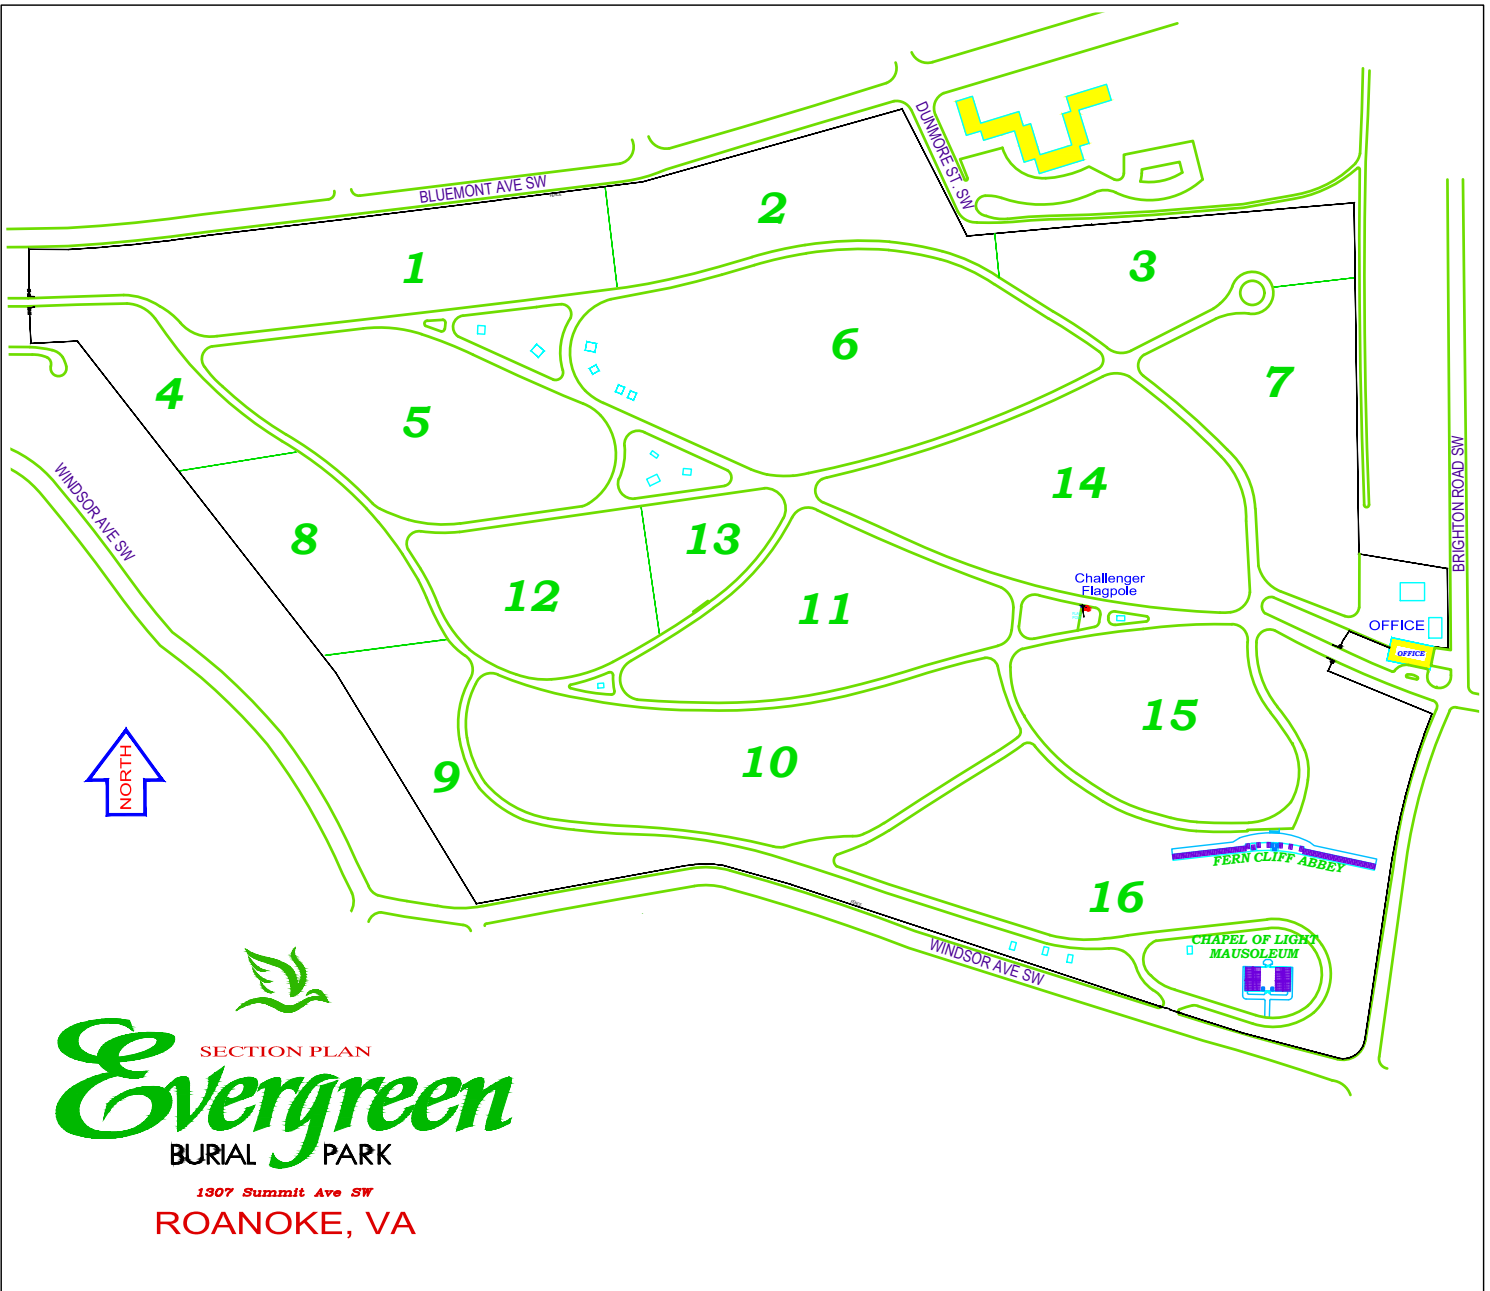 DUNMORE ST. SW
BLUEMONT AVE SW
2
1
3
6
7
4
5
BRIGHTON ROAD SW
WINDSOR AVE SW
14
8
13
Challenger
Flagpole
12
11
OFFICE
OFFICE
15
NORTH
10
9
FERN CLIFF ABBEY
16
CHAPEL OF LIGHT
MAUSOLEUM
WINDSOR AVE SW
SECTION PLAN
Evergreen
BURIAL PARK
1307 Summit Ave SW
ROANOKE, VA